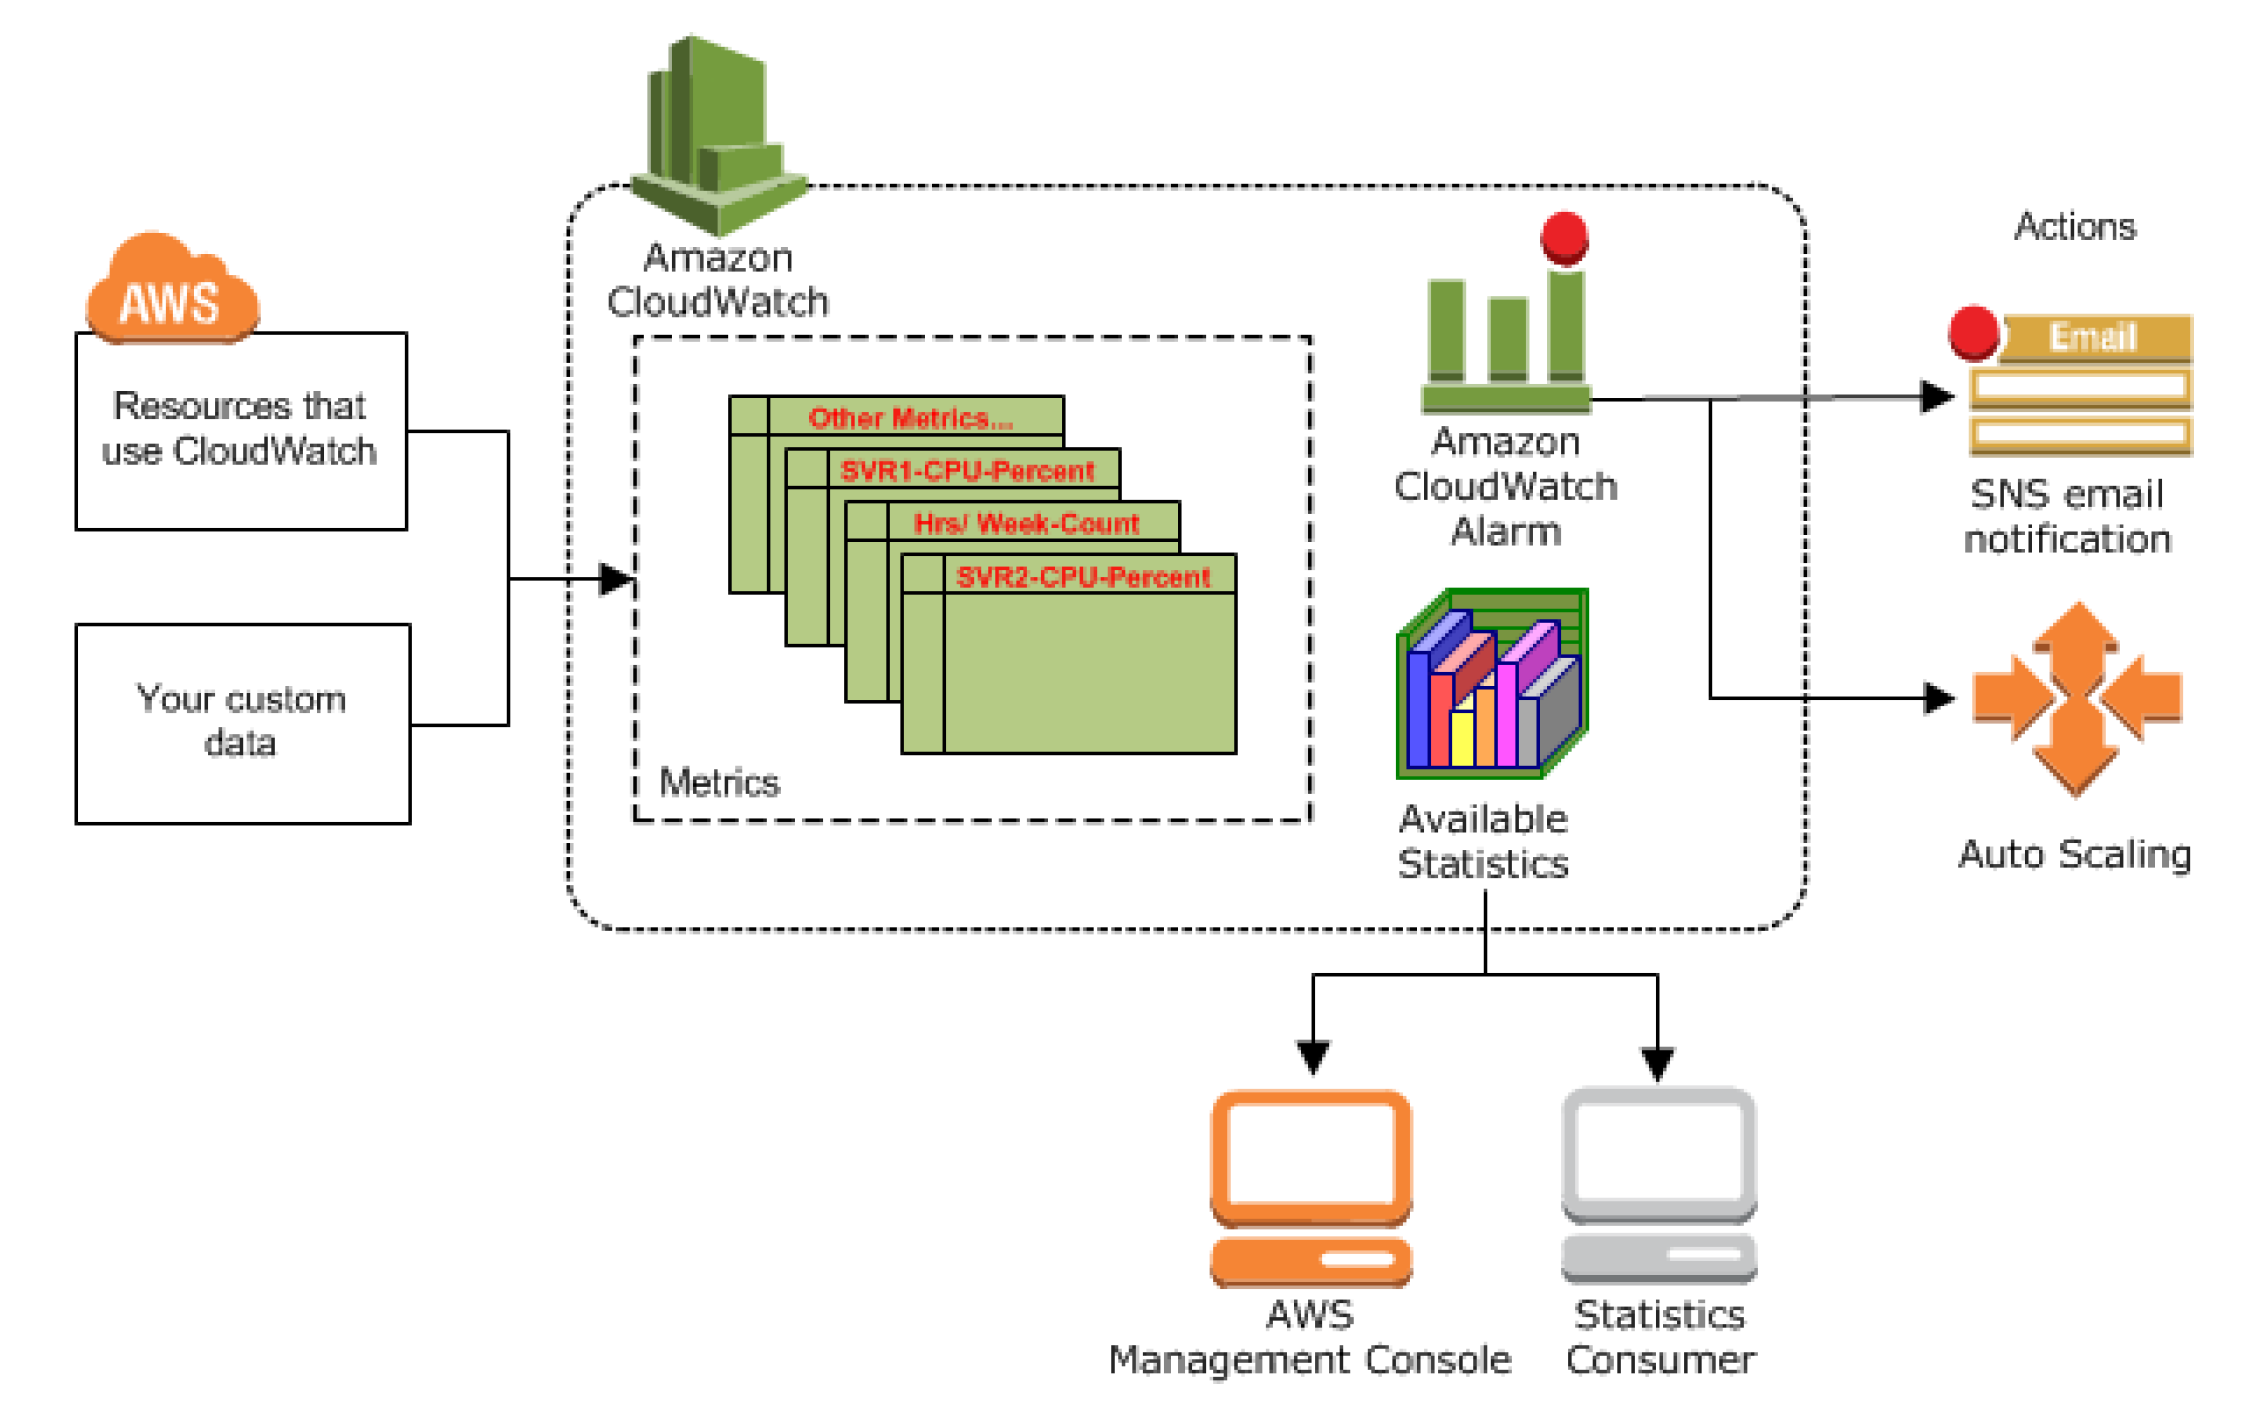 AWS
Resources that
use CloudWatch
Your custom
data
Amazon
CloudWatch
Other Metrics...
SVR1-CPU-Percent
Hrs/ Week-Count
SVR2-CPU-Percent
Metrics
Amazon
CloudWatch
Alarm
Available
Statistics
Actions
Email
SNS email
notification
Auto Scaling
AWS
Management Console
Statistics
Consumer